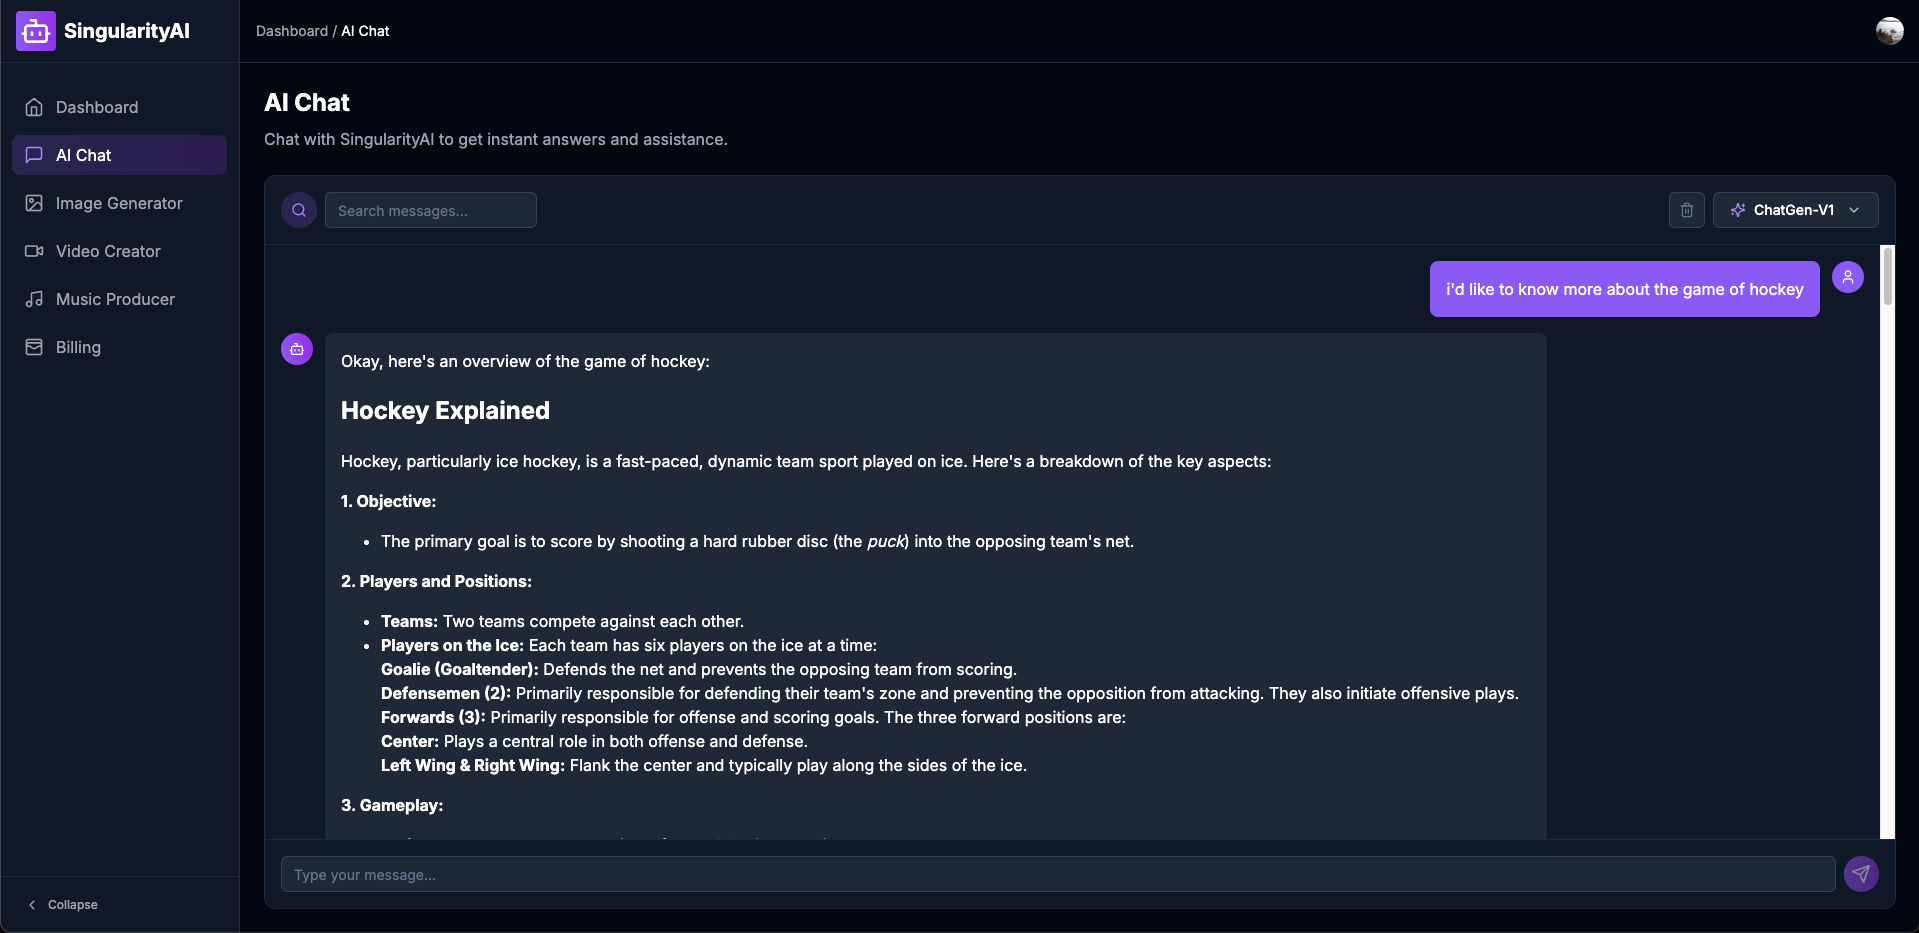 SingularityAI
Dashboard / AI Chat
Dashboard
AI Chat
Image Generator
Video Creator
Music Producer
Billing
Collapse
AI Chat
Chat with SingularityAI to get instant answers and assistance.
Search messages...
ChatGen-V1
i'd like to know more about the game of hockey
Okay, here's an overview of the game of hockey:
Hockey Explained
Hockey, particularly ice hockey, is a fast-paced, dynamic team sport played on ice. Here's a breakdown of the key aspects:
1. Objective:
• The primary goal is to score by shooting a hard rubber disc (the puck) into the opposing team's net.
2. Players and Positions:
• Teams: Two teams compete against each other.
• Players on the Ice: Each team has six players on the ice at a time:
Goalie (Goaltender): Defends the net and prevents the opposing team from scoring.
Defensemen (2): Primarily responsible for defending their team's zone and preventing the opposition from attacking. They also initiate offensive plays.
Forwards (3): Primarily responsible for offense and scoring goals. The three forward positions are:
Center: Plays a central role in both offense and defense.
Left Wing & Right Wing: Flank the center and typically play along the sides of the ice.
3. Gameplay:
Type your message...